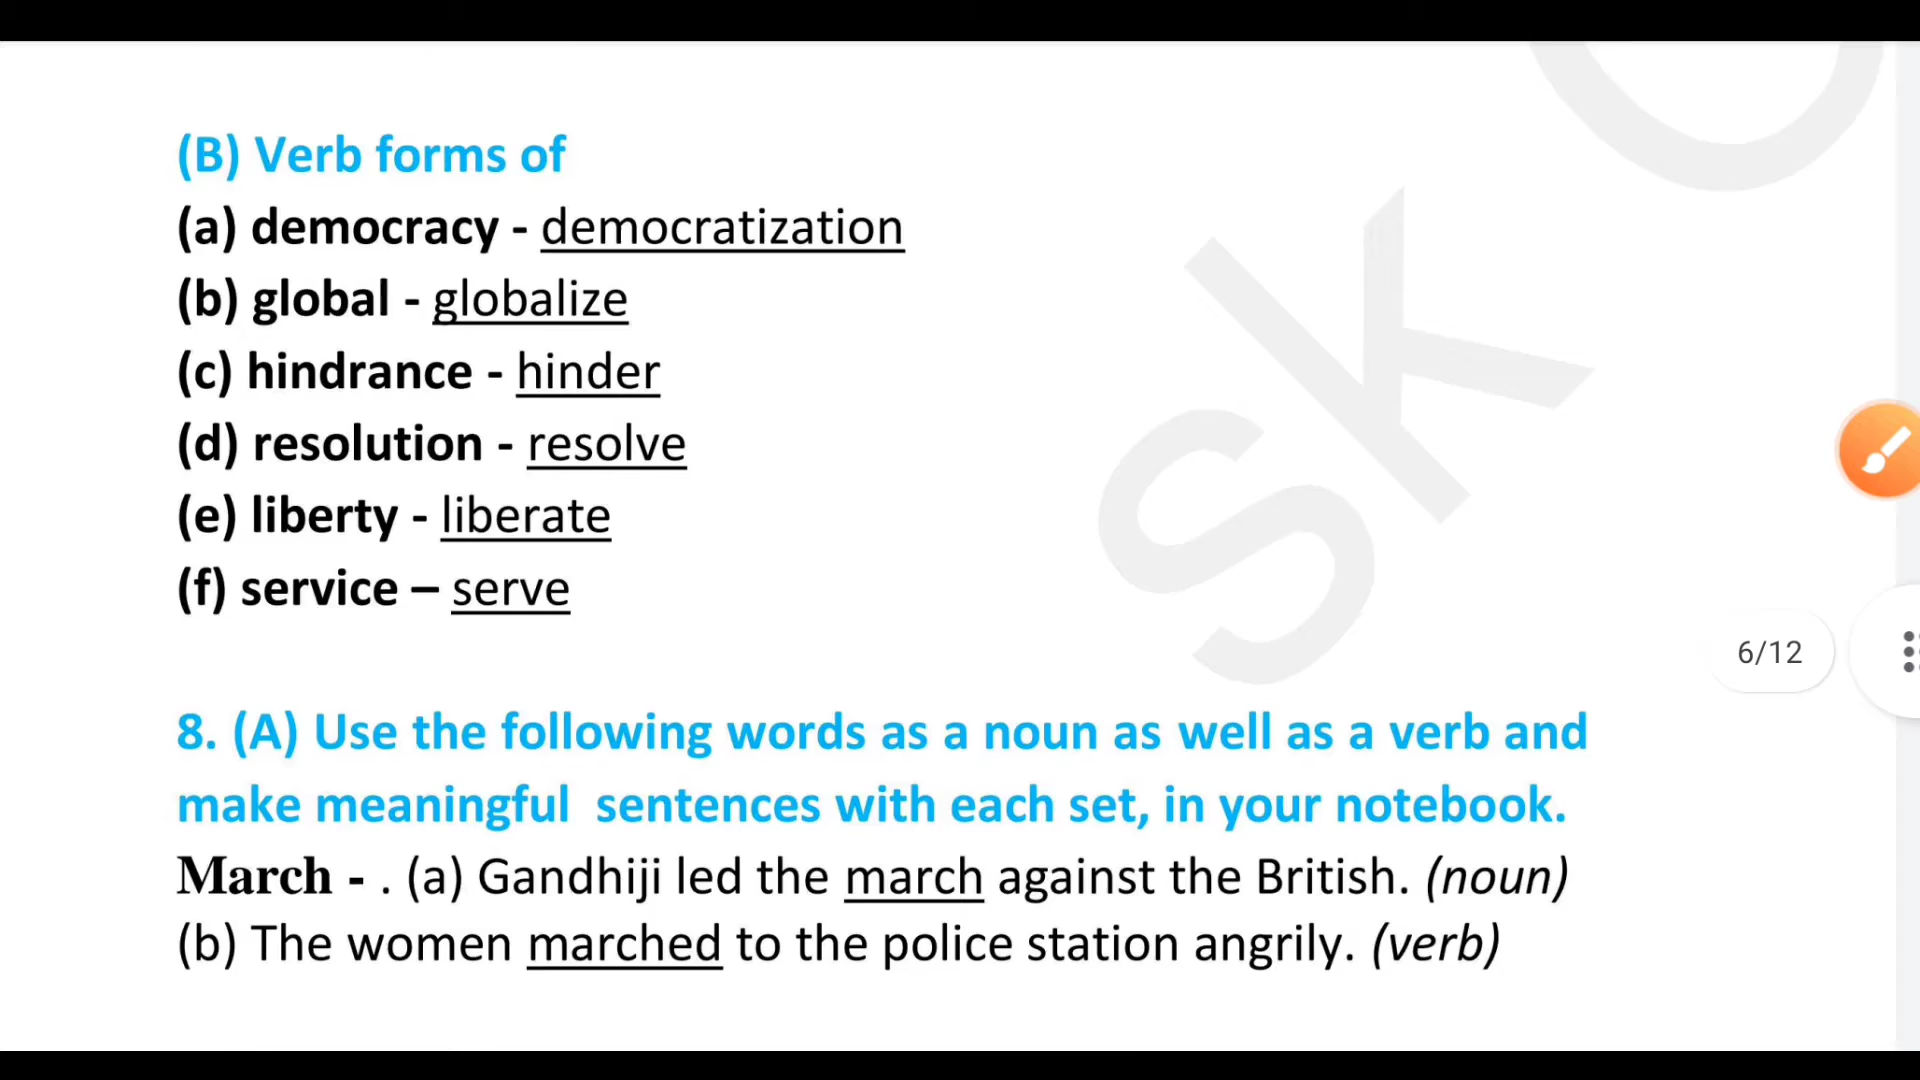 (B) Verb forms of
(a) democracy - democratization
(b) global - globalize
(c) hindrance - hinder
(d) resolution - resolve
(e) liberty - liberate
(f) service – serve
6/12
8. (A) Use the following words as a noun as well as a verb and
make meaningful sentences with each set, in your notebook.
March - . (a) Gandhiji led the march against the British. (noun)
(b) The women marched to the police station angrily. (verb)
SK